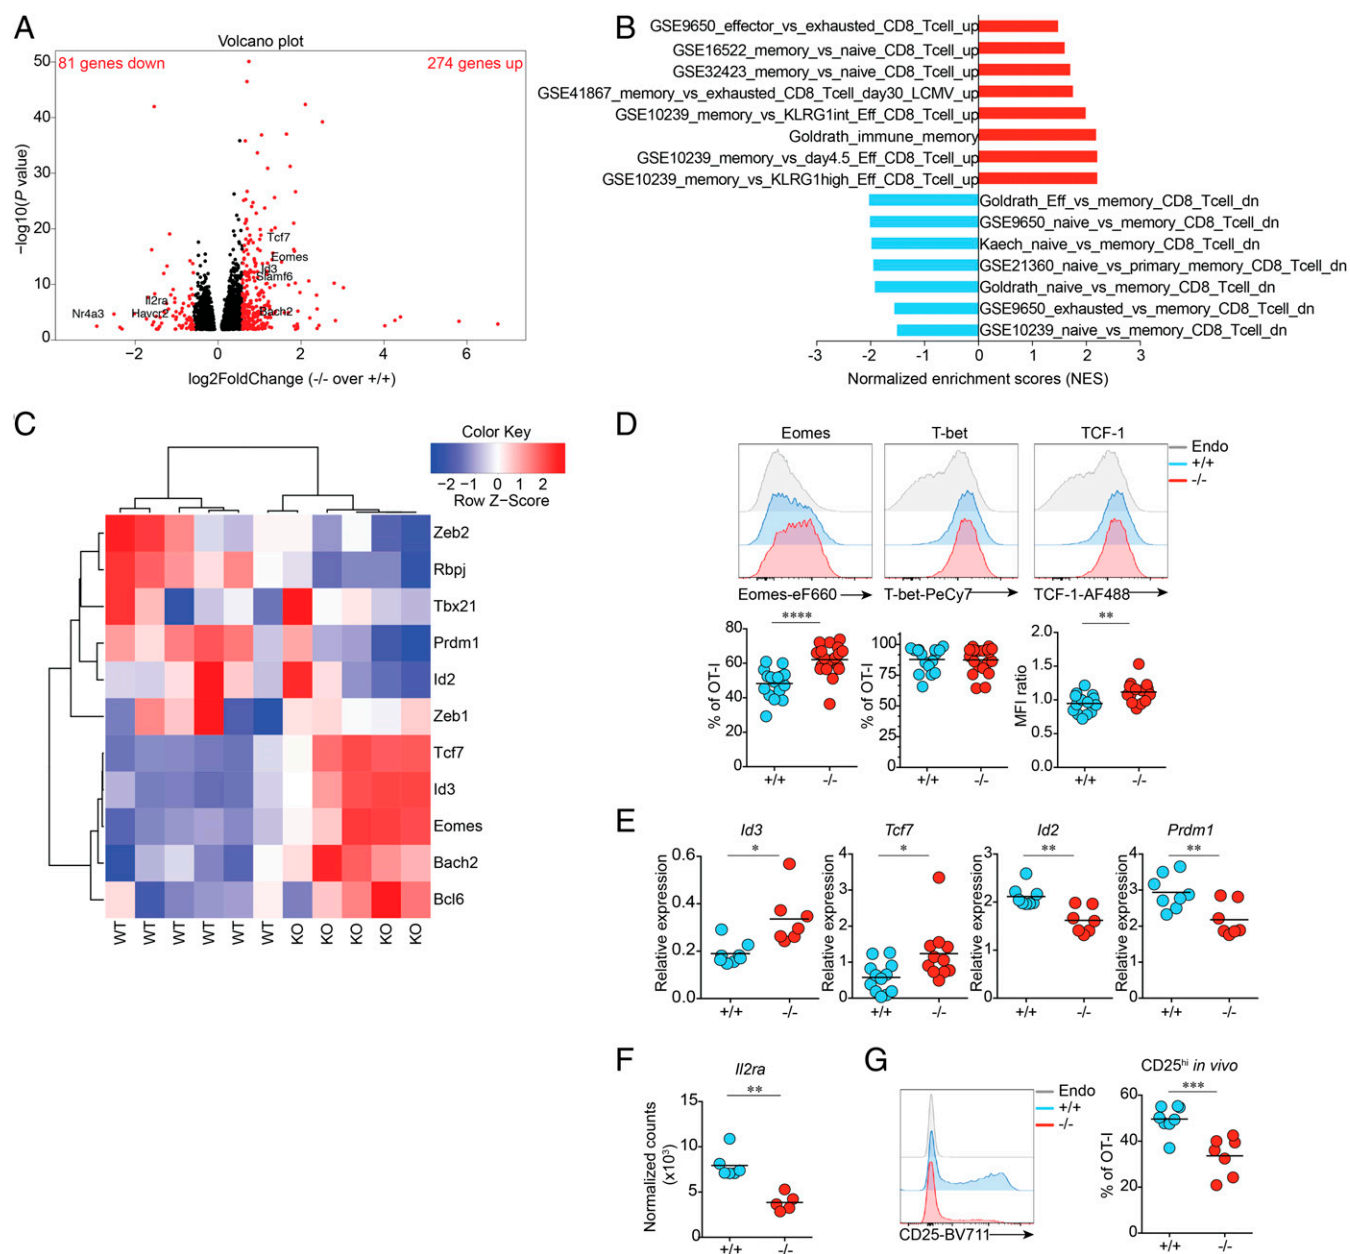 A
Volcano plot
81 genes down
274 genes up
50
40
30
20
10
0
−log10(P value)
Tcf7
Eomes
Id3
Slamf6
Bach2
Il2ra
Havcr2
Nr4a3
−2 0 2 4 6
log2FoldChange (-/- over +/+)
B
GSE9650_effector_vs_exhausted_CD8_Tcell_up
GSE16522_memory_vs_naive_CD8_Tcell_up
GSE32423_memory_vs_naive_CD8_Tcell_up
GSE41867_memory_vs_exhausted_CD8_Tcell_day30_LCMV_up
GSE10239_memory_vs_KLRG1int_Eff_CD8_Tcell_up
Goldrath_immune_memory
GSE10239_memory_vs_day4.5_Eff_CD8_Tcell_up
GSE10239_memory_vs_KLRG1high_Eff_CD8_Tcell_up
Goldrath_Eff_vs_memory_CD8_Tcell_dn
GSE9650_naive_vs_memory_CD8_Tcell_dn
Kaech_naive_vs_memory_CD8_Tcell_dn
GSE21360_naive_vs_primary_memory_CD8_Tcell_dn
Goldrath_naive_vs_memory_CD8_Tcell_dn
GSE9650_exhausted_vs_memory_CD8_Tcell_dn
GSE10239_naive_vs_memory_CD8_Tcell_dn
-3 -2 -1 0 1 2 3
Normalized enrichment scores (NES)
C
Color Key
−2 −1 0 1 2
Row Z-Score
Zeb2
Rbpj
Tbx21
Prdm1
Id2
Zeb1
Tcf7
Id3
Eomes
Bach2
Bcl6
WT WT WT WT WT WT KO KO KO KO KO
D
Eomes T-bet TCF-1
Endo
+/+
-/-
Eomes-eF660 T-bet-PeCy7 TCF-1-AF488
****
80
60
40
20
0
% of OT-I
+/+ -/-
100
75
50
25
0
% of OT-I
+/+ -/-
**
2.0
1.5
1.0
0.5
0.0
MFI ratio
+/+ -/-
E
Id3
*
0.6
0.4
0.2
0.0
Relative expression
+/+ -/-
Tcf7
*
4
3
2
1
0
Relative expression
+/+ -/-
Id2
**
3
2
1
0
Relative expression
+/+ -/-
Prdm1
**
4
3
2
1
0
Relative expression
+/+ -/-
F
Il2ra
**
15
10
5
0
Normalized counts
(x10³)
+/+ -/-
G
Endo
+/+
-/-
CD25-BV711
CD25ʰⁱ in vivo
***
60
40
20
0
% of OT-I
+/+ -/-